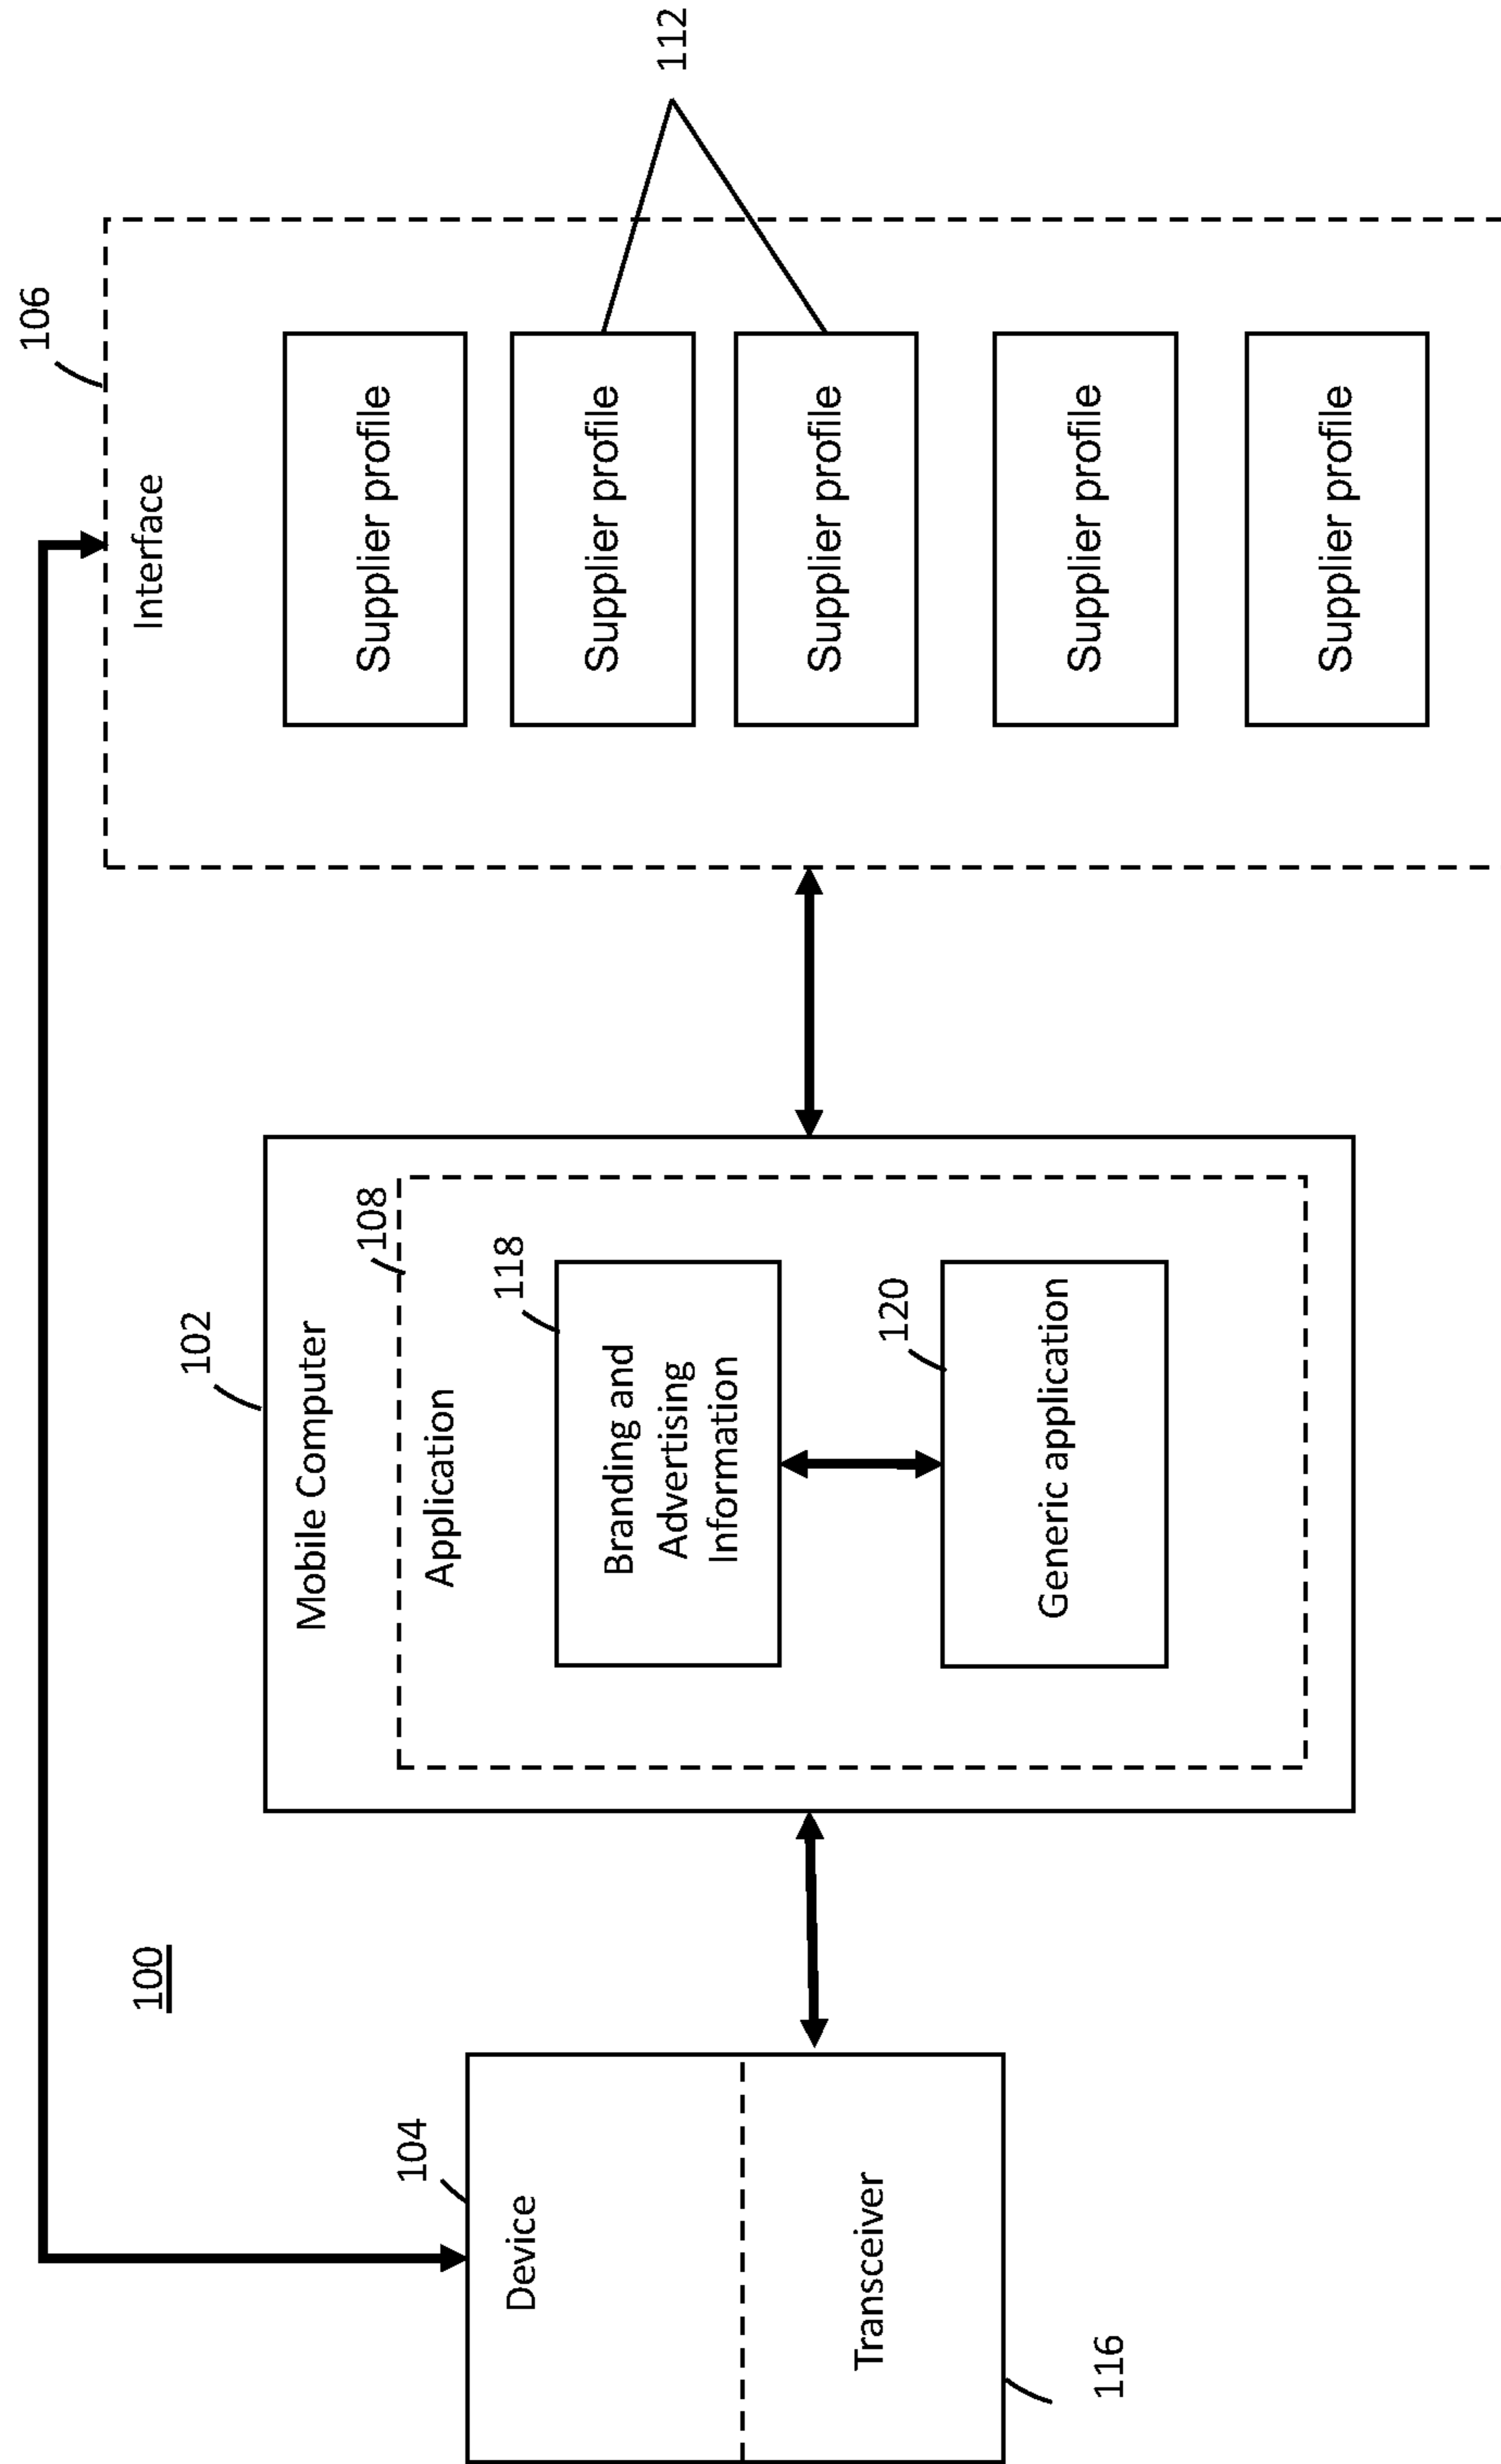 100
104
Device
Transceiver
116
102
Mobile Computer
108
Application
118
Branding and
Advertising
Information
120
Generic application
106
Interface
Supplier profile
Supplier profile
Supplier profile
Supplier profile
Supplier profile
112